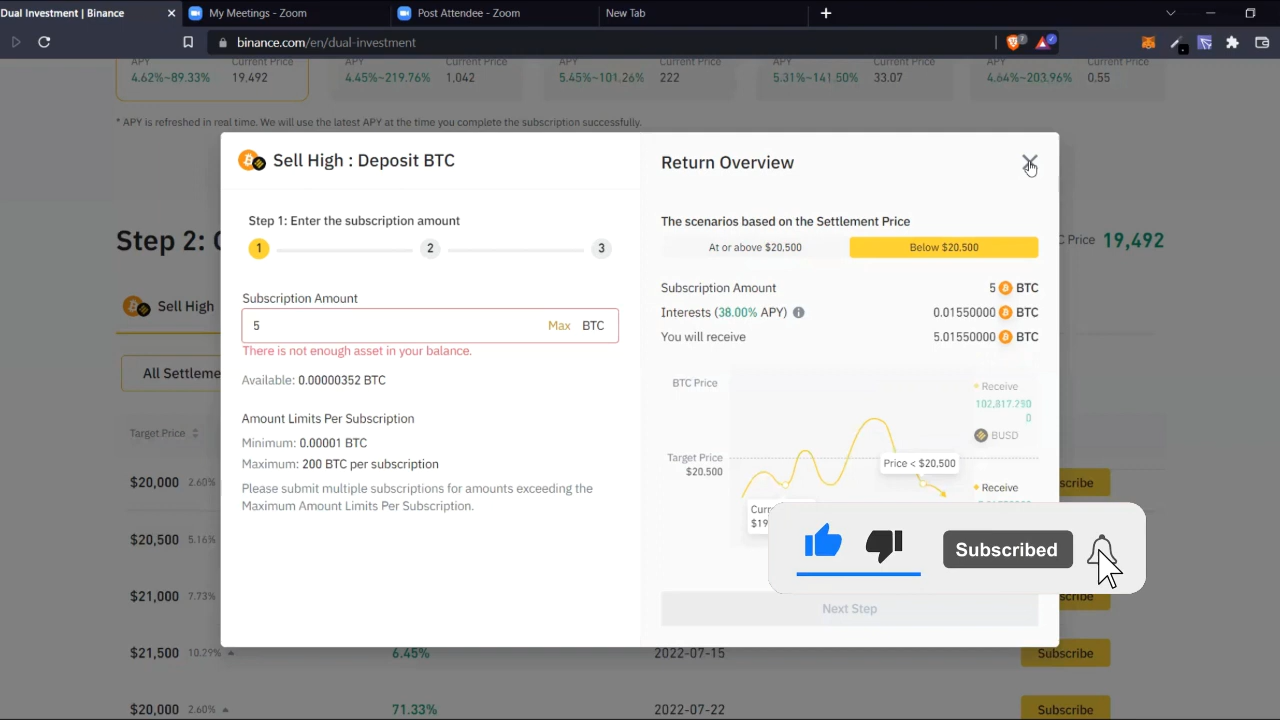 Dual Investment | Binance
My Meetings - Zoom
Post Attendee - Zoom
New Tab
binance.com/en/dual-investment
APY Current Price
4.62%~89.33% 19,492
APY Current Price
4.45%~219.76% 1,042
APY Current Price
5.45%~101.26% 222
APY Current Price
5.31%~141.50% 33.07
APY Current Price
4.64%~203.96% 0.55
* APY is refreshed in real time. We will use the latest APY at the time you complete the subscription successfully.
Step 2:
Price 19,492
Sell High
All Settleme
Target Price
$20,000 2.60%
$20,500 5.16%
$21,000 7.73%
$21,500 10.29% 6.45% 2022-07-15 Subscribe
$20,000 2.60% 71.33% 2022-07-22 Subscribe
Sell High : Deposit BTC
Step 1: Enter the subscription amount
1 2 3
Subscription Amount
5 Max BTC
There is not enough asset in your balance.
Available: 0.00000352 BTC
Amount Limits Per Subscription
Minimum: 0.00001 BTC
Maximum: 200 BTC per subscription
Please submit multiple subscriptions for amounts exceeding the
Maximum Amount Limits Per Subscription.
Return Overview
The scenarios based on the Settlement Price
At or above $20,500 Below $20,500
Subscription Amount 5 BTC
Interests (38.00% APY) 0.01550000 BTC
You will receive 5.01550000 BTC
BTC Price
Receive
102,817.750
0
BUSD
Target Price
$20,500
Price < $20,500
Receive
Curr
$19
Next Step
Subscribed
scribe
scribe